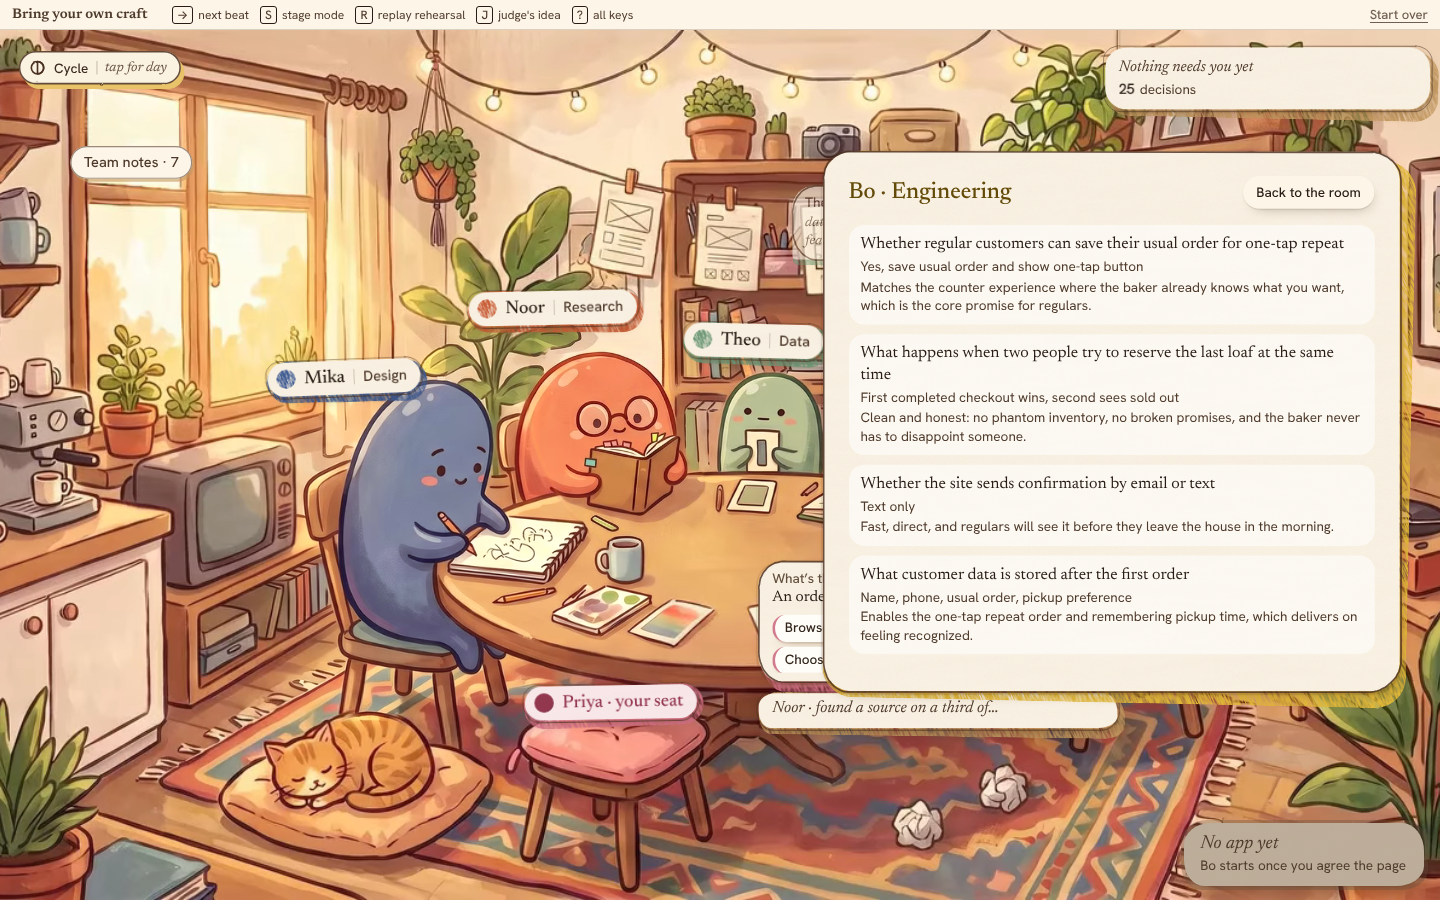 Bring your own craft
→ next beat
S stage mode
R replay rehearsal
J judge's idea
? all keys
Start over
Cycle | tap for day
Nothing needs you yet
25 decisions
Team notes · 7
Bo · Engineering
Back to the room
Whether regular customers can save their usual order for one-tap repeat
Yes, save usual order and show one-tap button
Matches the counter experience where the baker already knows what you want,
which is the core promise for regulars.
What happens when two people try to reserve the last loaf at the same
time
First completed checkout wins, second sees sold out
Clean and honest: no phantom inventory, no broken promises, and the baker never
has to disappoint someone.
Whether the site sends confirmation by email or text
Text only
Fast, direct, and regulars will see it before they leave the house in the morning.
What customer data is stored after the first order
Name, phone, usual order, pickup preference
Enables the one-tap repeat order and remembering pickup time, which delivers on
feeling recognized.
Noor | Research
Theo | Data
Mika | Design
What's t
An orde
Brows
Choos
Priya · your seat
Noor · found a source on a third of...
No app yet
Bo starts once you agree the page